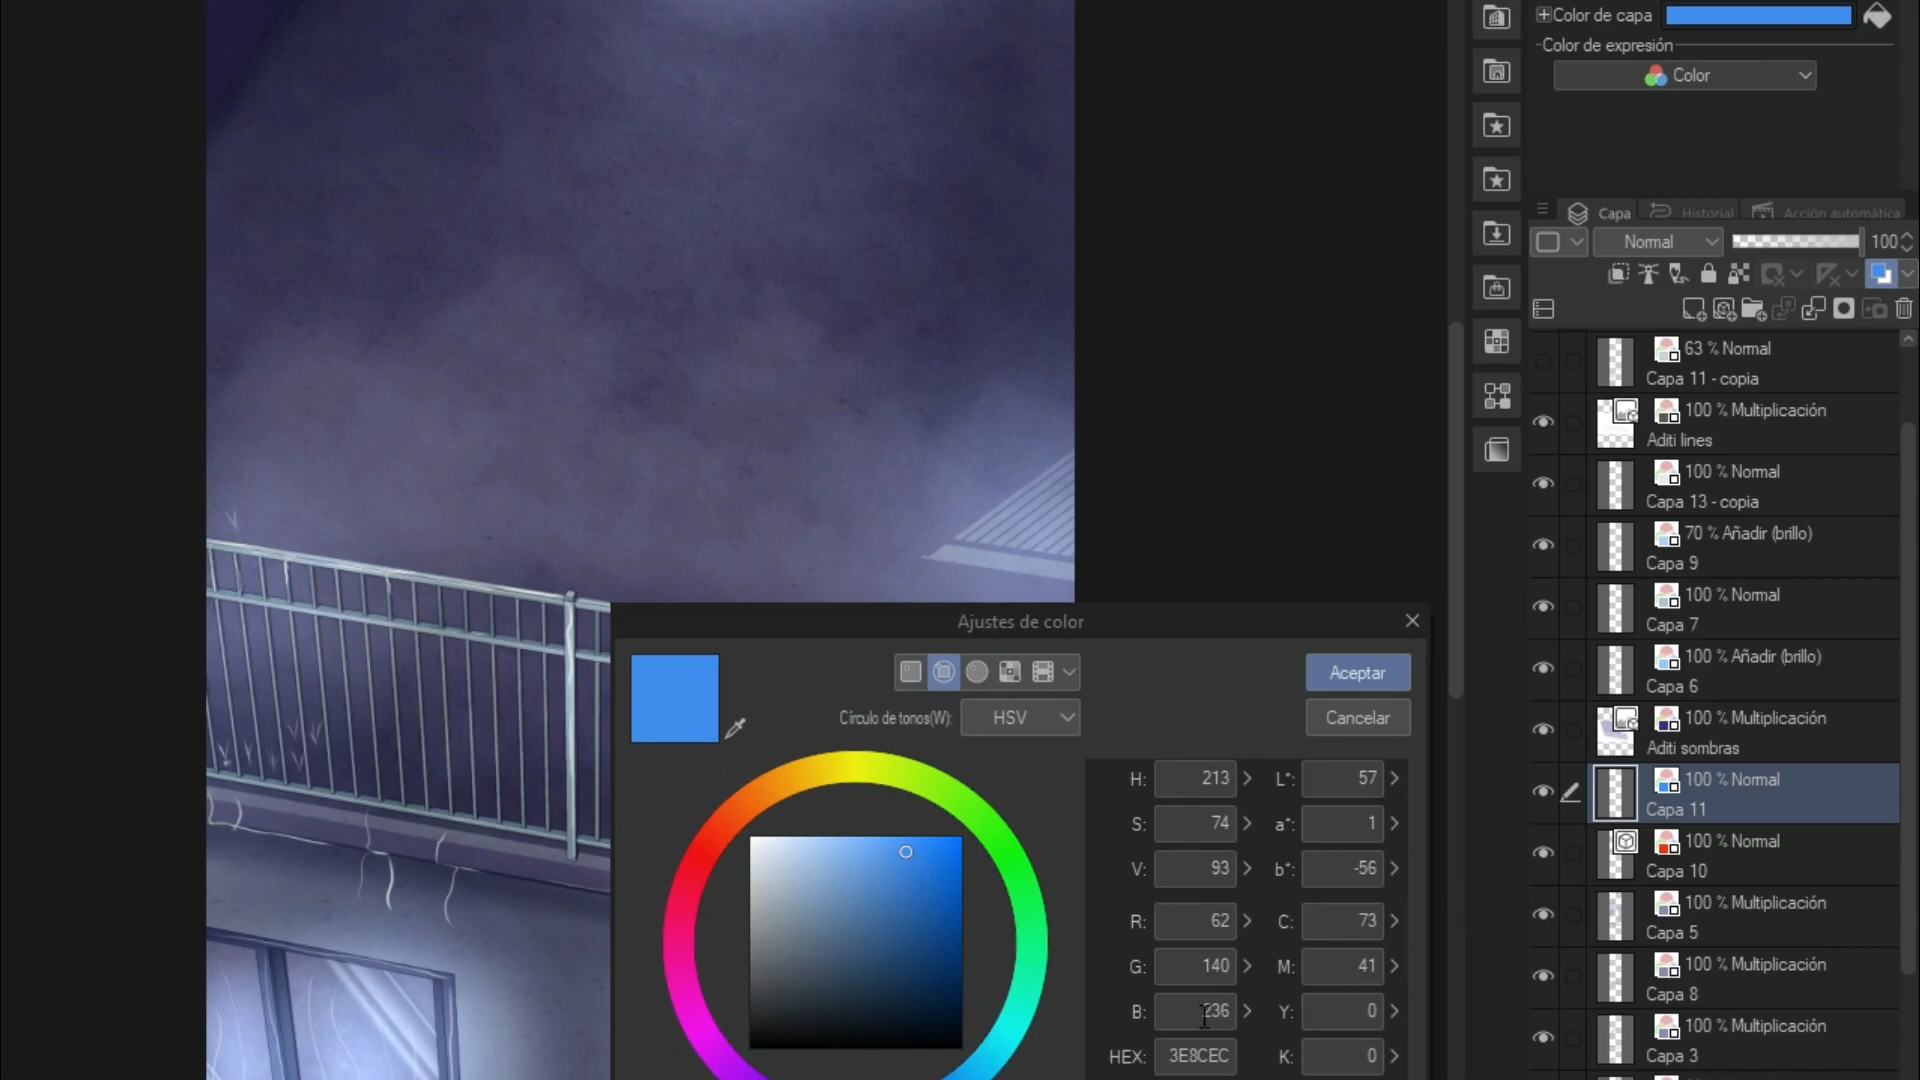 Color de capa
Color de expresión
Color
Capa
Historial
Acción automática
Normal
100
63 % Normal
Capa 11 - copia
100 % Multiplicación
Aditi lines
100 % Normal
Capa 13 - copia
70 % Añadir (brillo)
Capa 9
100 % Normal
Capa 7
100 % Añadir (brillo)
Capa 6
100 % Multiplicación
Aditi sombras
100 % Normal
Capa 11
100 % Normal
Capa 10
100 % Multiplicación
Capa 5
100 % Multiplicación
Capa 8
100 % Multiplicación
Capa 3
Ajustes de color
Aceptar
Círculo de tonos(W): HSV
Cancelar
H: 213 L*: 57
S: 74 a*: 1
V: 93 b*: -56
R: 62 C: 73
G: 140 M: 41
B: 236 Y: 0
HEX: 3E8CEC K: 0